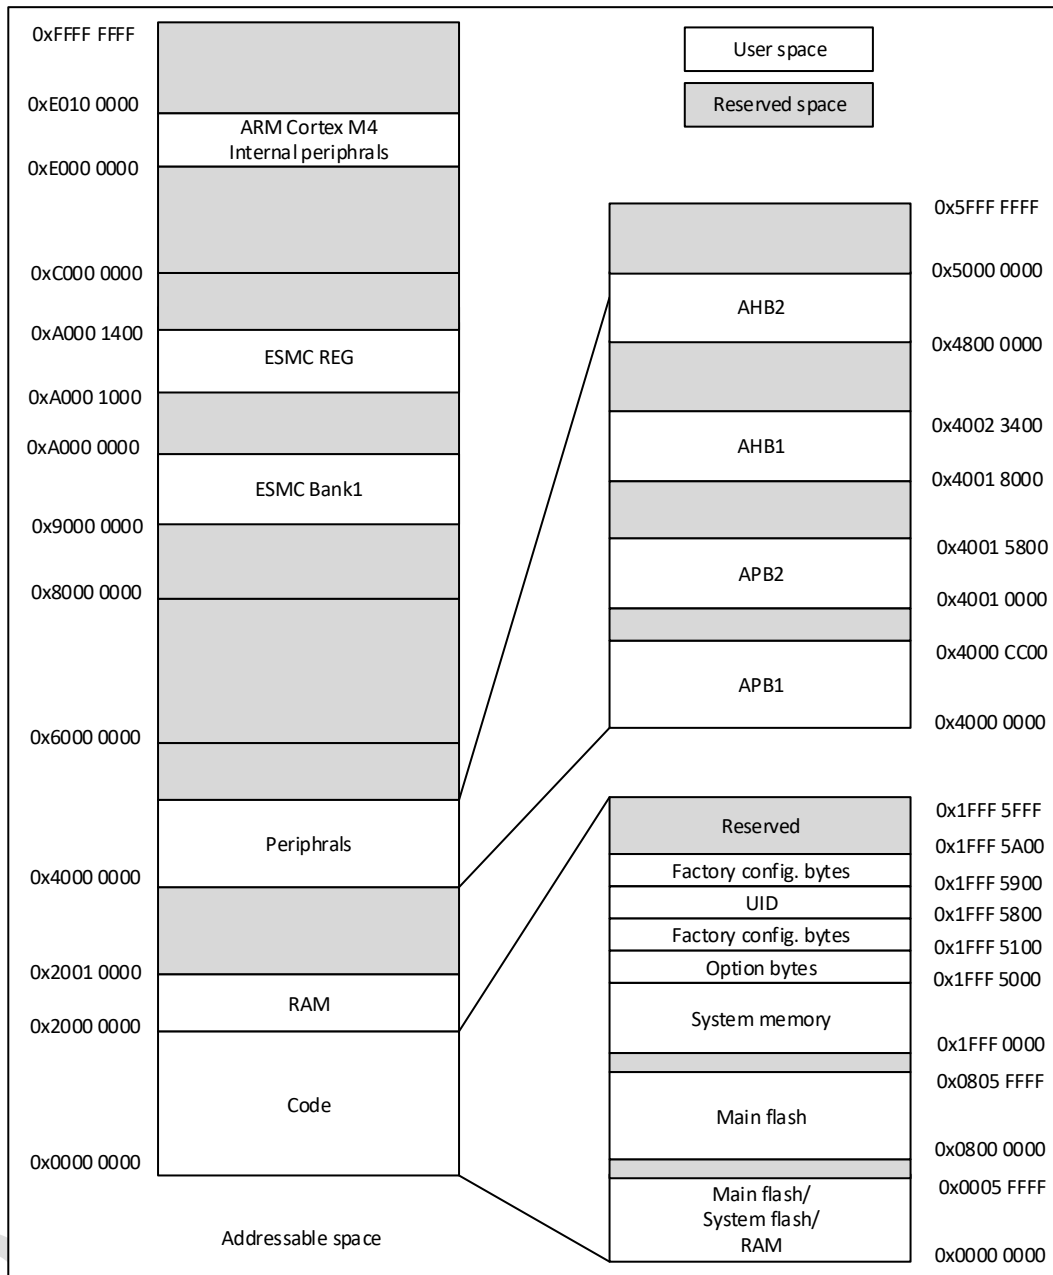 0xFFFF FFFF
0xE010 0000
ARM Cortex M4
Internal periphrals
0xE000 0000
0xC000 0000
0xA000 1400
ESMC REG
0xA000 1000
0xA000 0000
ESMC Bank1
0x9000 0000
0x8000 0000
0x6000 0000
Periphrals
0x4000 0000
0x2001 0000
RAM
0x2000 0000
Code
0x0000 0000
Addressable space
User space
Reserved space
0x5FFF FFFF
0x5000 0000
AHB2
0x4800 0000
0x4002 3400
AHB1
0x4001 8000
0x4001 5800
APB2
0x4001 0000
0x4000 CC00
APB1
0x4000 0000
0x1FFF 5FFF
Reserved
0x1FFF 5A00
Factory config. bytes
0x1FFF 5900
UID
0x1FFF 5800
Factory config. bytes
0x1FFF 5100
Option bytes
0x1FFF 5000
System memory
0x1FFF 0000
0x0805 FFFF
Main flash
0x0800 0000
0x0005 FFFF
Main flash/
System flash/
RAM
0x0000 0000